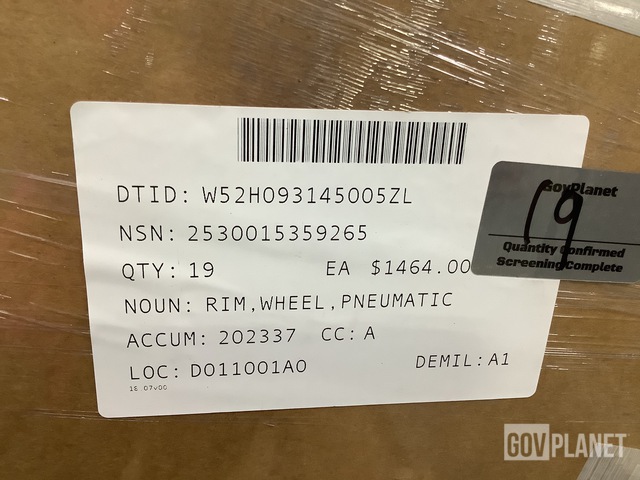 DTID: W52H093145005ZL
NSN: 2530015359265
QTY: 19 EA $1464.00
NOUN: RIM,WHEEL,PNEUMATIC
ACCUM: 202337 CC: A
LOC: D011001A0 DEMIL: A1
GovPlanet
19
Quantity Confirmed
Screening Complete
GOVPLANET